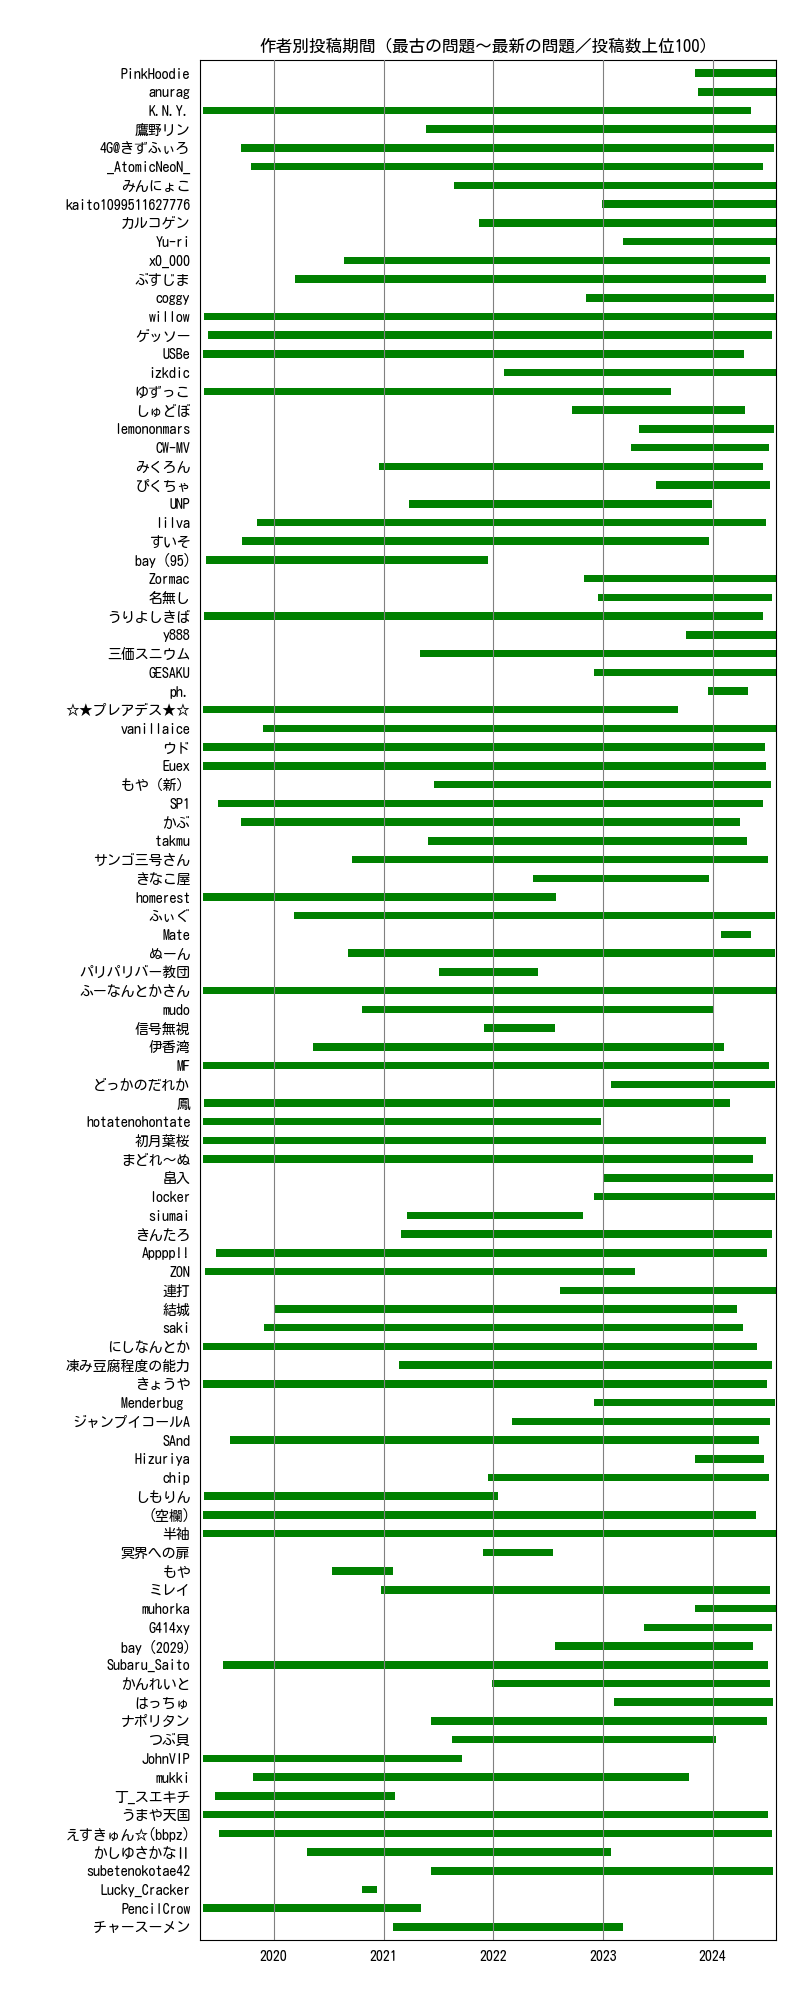 作者別投稿期間（最古の問題～最新の問題／投稿数上位100）
PinkHoodie
anurag
K.N.Y.
鷹野リン
4G@きずふぃろ
_AtomicNeoN_
みんにょこ
kaito1099511627776
カルコゲン
Yu-ri
x0_000
ぶすじま
coggy
willow
ゲッソー
USBe
izkdic
ゆずっこ
しゅどぼ
lemononmars
CW-MV
みくろん
ぴくちゃ
UNP
lilva
すいそ
bay (95)
Zormac
名無し
うりよしきば
y888
三価スニウム
GESAKU
ph.
☆★プレアデス★☆
vanillaice
ウド
Euex
もや（新）
SP1
かぶ
takmu
サンゴ三号さん
きなこ屋
homerest
ふぃぐ
Mate
ぬーん
パリパリバー教団
ふーなんとかさん
mudo
信号無視
伊香湾
MF
どっかのだれか
鳳
hotatenohontate
初月葉桜
まどれ～ぬ
畠入
locker
siumai
きんたろ
Appppll
ZON
連打
結城
saki
にしなんとか
凍み豆腐程度の能力
きょうや
Menderbug
ジャンプイコールA
SAnd
Hizuriya
chip
しもりん
(空欄)
半袖
冥界への扉
もや
ミレイ
muhorka
G414xy
bay (2029)
Subaru_Saito
かんれいと
はっちゅ
ナポリタン
つぶ貝
JohnVIP
mukki
丁_スエキチ
うまや天国
えすきゅん☆(bbpz)
かしゆさかなⅡ
subetenokotae42
Lucky_Cracker
PencilCrow
チャースーメン
2020 2021 2022 2023 2024